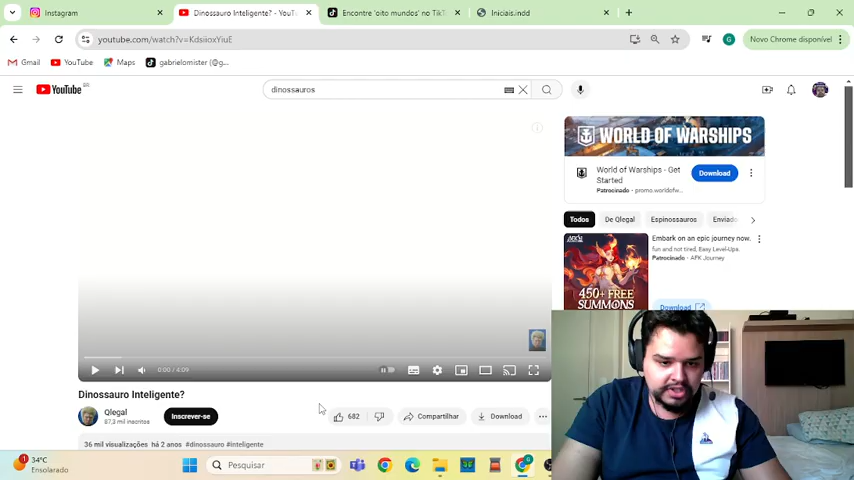 Instagram
Dinossauro Inteligente? - YouT
Encontre 'oito mundos' no TikT
Iniciais.indd
youtube.com/watch?v=KdsiioxYiuE
Novo Chrome disponível
Gmail
YouTube
Maps
gabrielomister (@g...
YouTube BR
dinossauros
WORLD OF WARSHIPS
World of Warships - Get Started
Download
Patrocinado · promo.worldofw...
Todos
De Qlegal
Espinossauros
Enviado
Embark on an epic journey now.
fun and not tired, Easy Level-Ups.
Patrocinado · AFK Journey
450+ FREE
SUMMONS
Download
0:00 / 4:09
Dinossauro Inteligente?
Qlegal
87,3 mil inscritos
Inscrever-se
682
Compartilhar
Download
36 mil visualizações há 2 anos #dinossauro #inteligente
34°C
Ensolarado
Pesquisar